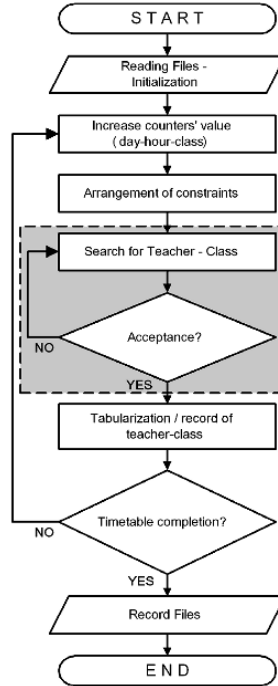 START
Reading Files -
Initialization
Increase counters' value
(day-hour-class)
Arrangement of constraints
Search for Teacher - Class
Acceptance?
NO
YES
Tabularization / record of
teacher-class
Timetable completion?
NO
YES
Record Files
END